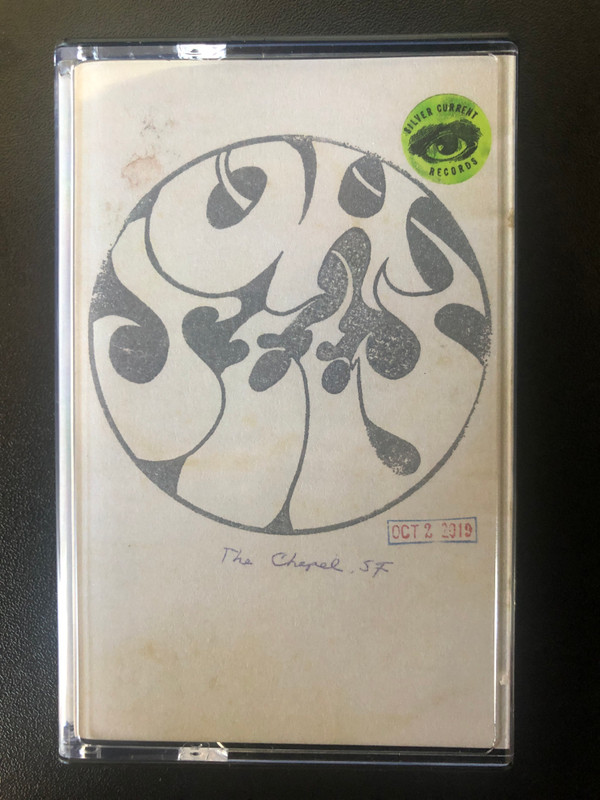 SILVER CURRENT
RECORDS
OCT 2 2019
The Chapel, SF